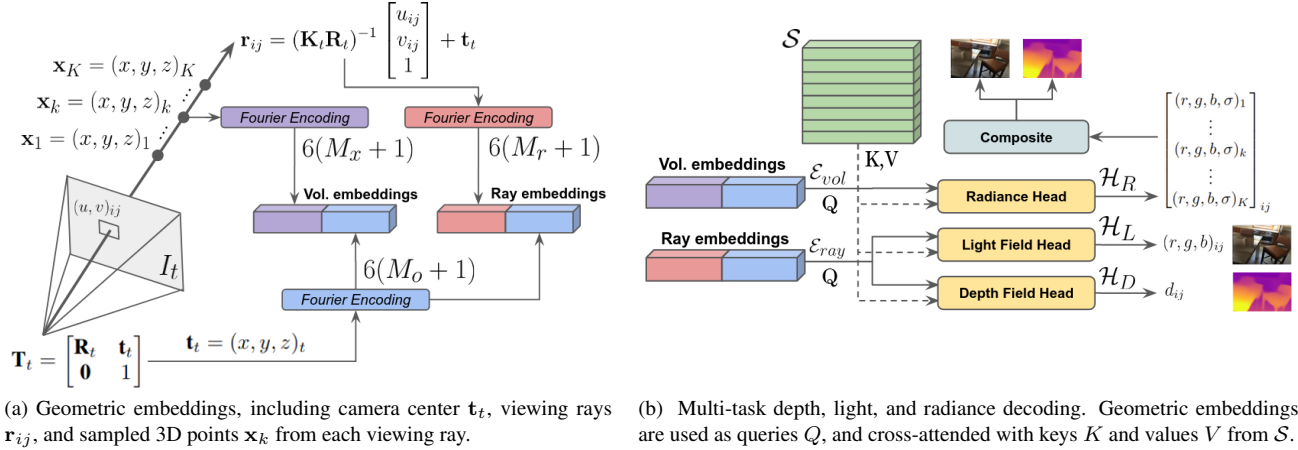 r_ij = (K_t R_t)^{-1} [u_ij v_ij 1] + t_t
x_K = (x, y, z)_K
x_k = (x, y, z)_k
x_1 = (x, y, z)_1
Fourier Encoding
Fourier Encoding
6(M_x + 1)
6(M_r + 1)
Vol. embeddings
Ray embeddings
(u, v)_ij
I_t
6(M_o + 1)
Fourier Encoding
T_t = [R_t t_t 0 1]
t_t = (x, y, z)_t
(a) Geometric embeddings, including camera center t_t, viewing rays
r_ij, and sampled 3D points x_k from each viewing ray.
S
K,V
Composite
(r, g, b, σ)_1
⋮
(r, g, b, σ)_k
⋮
(r, g, b, σ)_K
ij
Vol. embeddings
E_vol
Q
Radiance Head
H_R
Ray embeddings
E_ray
Q
Light Field Head
H_L
(r, g, b)_ij
Depth Field Head
H_D
d_ij
(b) Multi-task depth, light, and radiance decoding. Geometric embeddings
are used as queries Q, and cross-attended with keys K and values V from S.